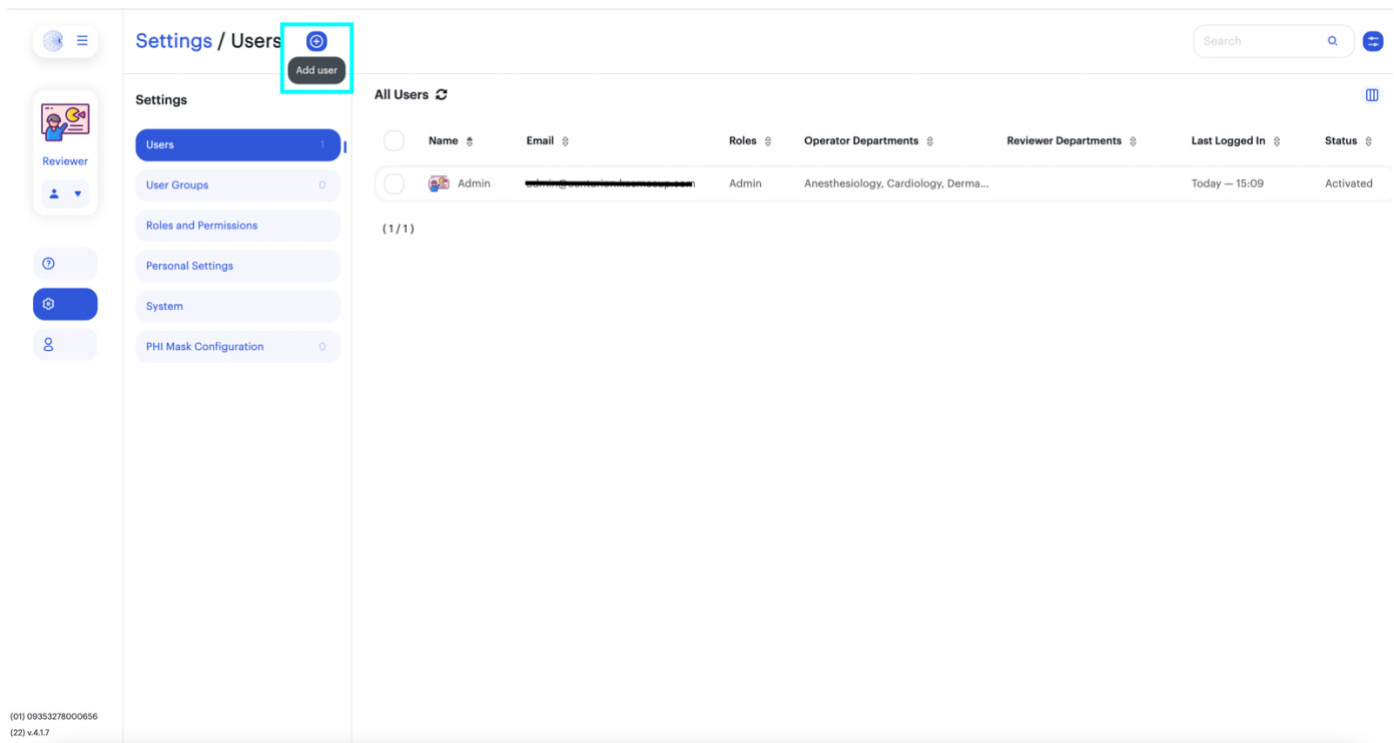 Settings / Users
Add user
Search
Reviewer
Settings
Users 1
User Groups 0
Roles and Permissions
Personal Settings
System
PHI Mask Configuration 0
All Users
Name Email Roles Operator Departments Reviewer Departments Last Logged In Status
Admin Admin Anesthesiology, Cardiology, Derma... Today — 15:09 Activated
(1/1)
(01) 09353278000656
(22) v.4.1.7